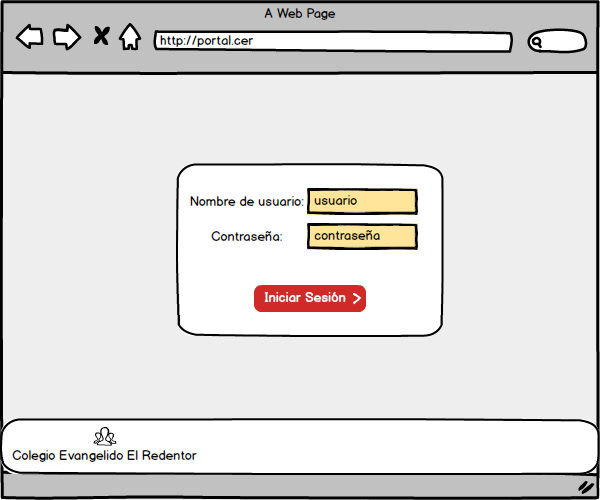 A Web Page
http://portal.cer
Nombre de usuario: usuario
Contraseña: contraseña
Iniciar Sesión
Colegio Evangelido El Redentor